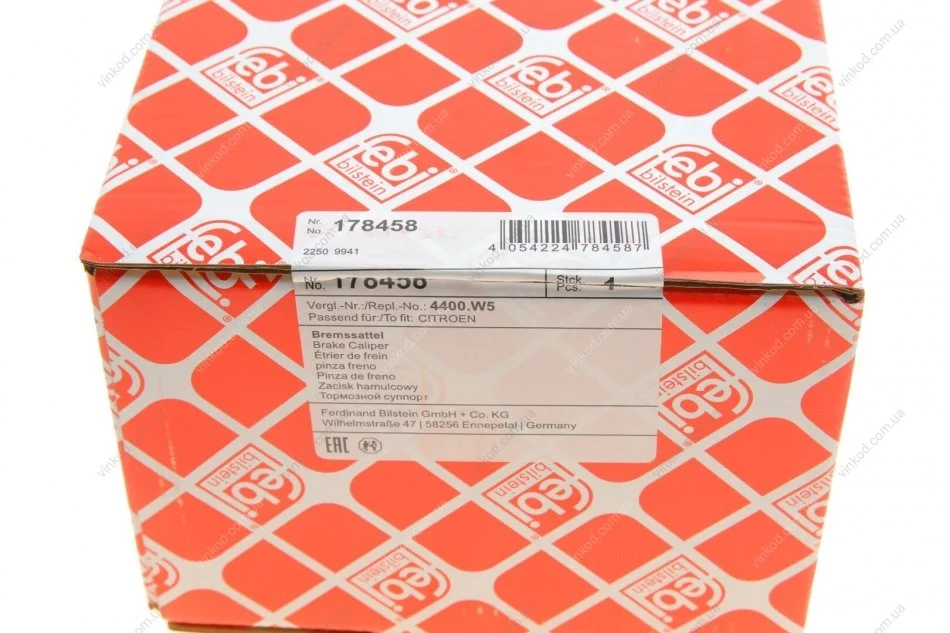 febi
bilstein
Nr.
No. 178458
2250 9941
4 054224 784587
Nr.
No. 178458
Stck.
Pcs. 1
Vergl.-Nr.:/Repl.-No.: 4400.W5
Passend für:/To fit: CITROEN
Bremssattel
Brake Caliper
Étrier de frein
pinza freno
Pinza de freno
Zacisk hamulcowy
Тормозной суппорт
Ferdinand Bilstein GmbH + Co. KG
Wilhelmstraße 47 | 58256 Ennepetal | Germany
EAC
vinkod.com.ua